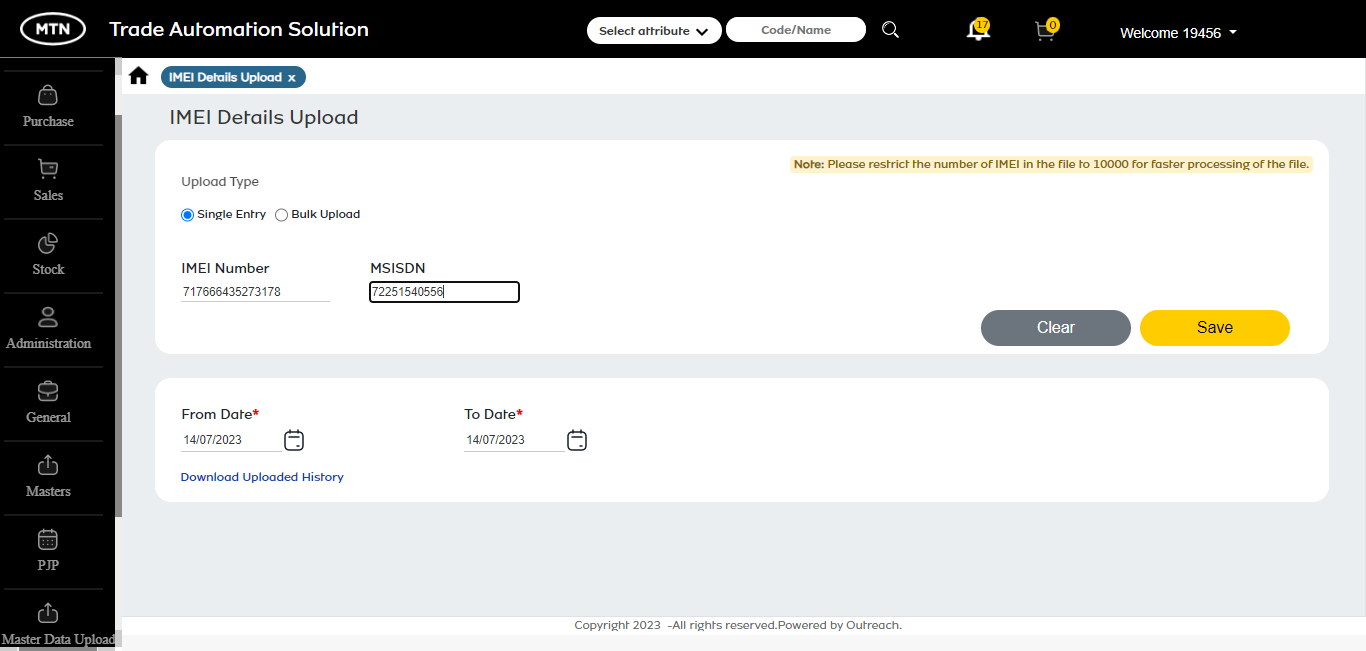 MTN Trade Automation Solution Select attribute Code/Name 17 0 Welcome 19456
IMEI Details Upload x
IMEI Details Upload
Note: Please restrict the number of IMEI in the file to 10000 for faster processing of the file.
Upload Type
Single Entry Bulk Upload
IMEI Number MSISDN
717666435273178 72251540556
Clear Save
From Date* To Date*
14/07/2023 14/07/2023
Download Uploaded History
Purchase
Sales
Stock
Administration
General
Masters
PJP
Master Data Upload
Copyright 2023 -All rights reserved.Powered by Outreach.